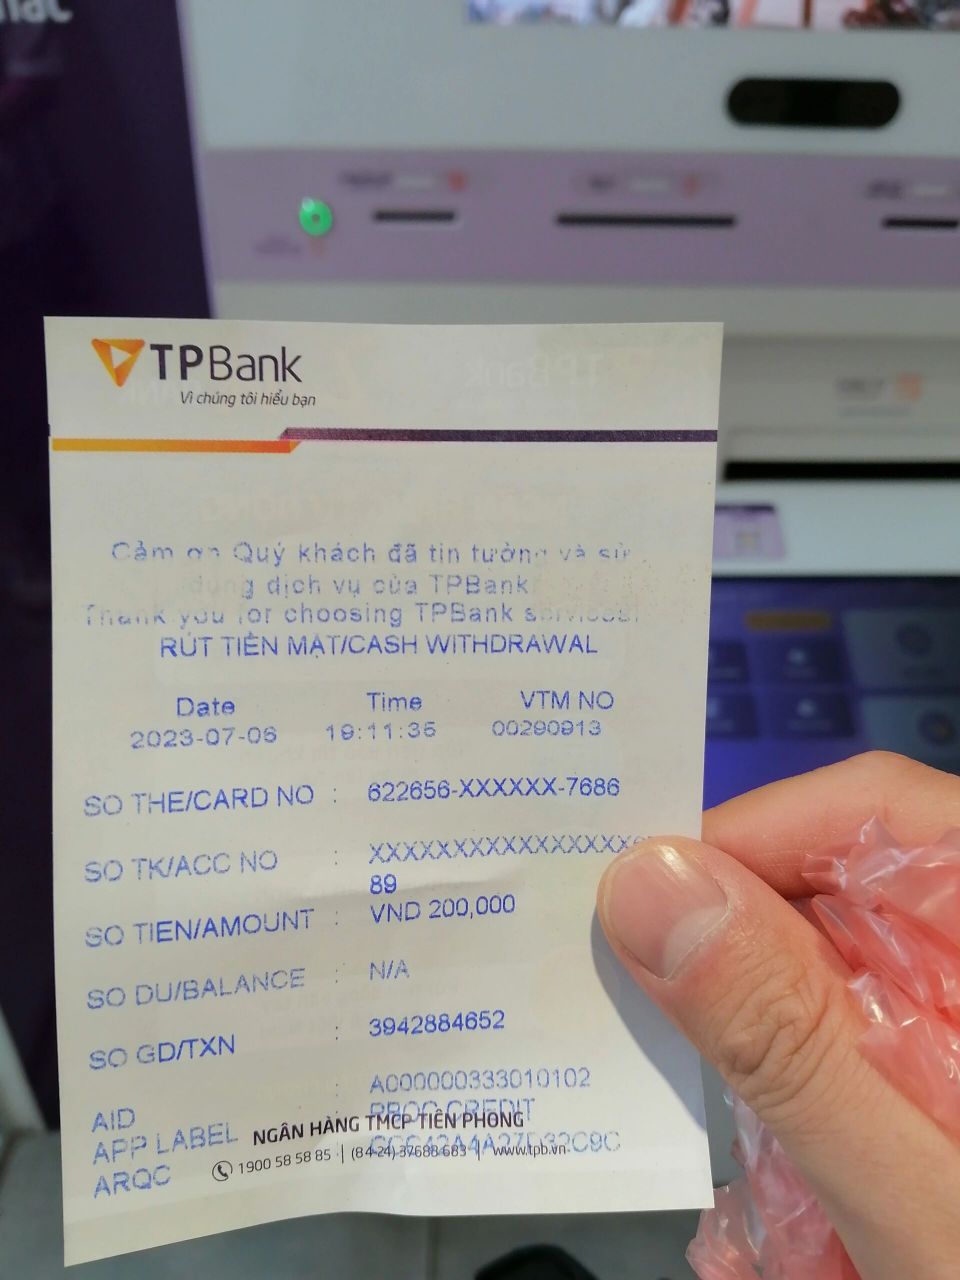 TPBank
Vì chúng tôi hiểu bạn
Cảm ơn Quý khách đã tin tưởng và sử
dụng dịch vụ của TPBank
Thank you for choosing TPBank services!
RÚT TIỀN MẶT/CASH WITHDRAWAL
Date Time VTM NO
2023-07-06 19:11:35 00290913
SO THE/CARD NO : 622656-XXXXXX-7686
SO TK/ACC NO : XXXXXXXXXXXXXXXX
89
SO TIEN/AMOUNT : VND 200,000
SO DU/BALANCE : N/A
SO GD/TXN : 3942884652
AID : A000000333010102
APP LABEL PBOC CREDIT
NGÂN HÀNG TMCP TIÊN PHONG
ARQC
1900 58 58 85 | (84-24) 37688 683 | www.tpb.vn